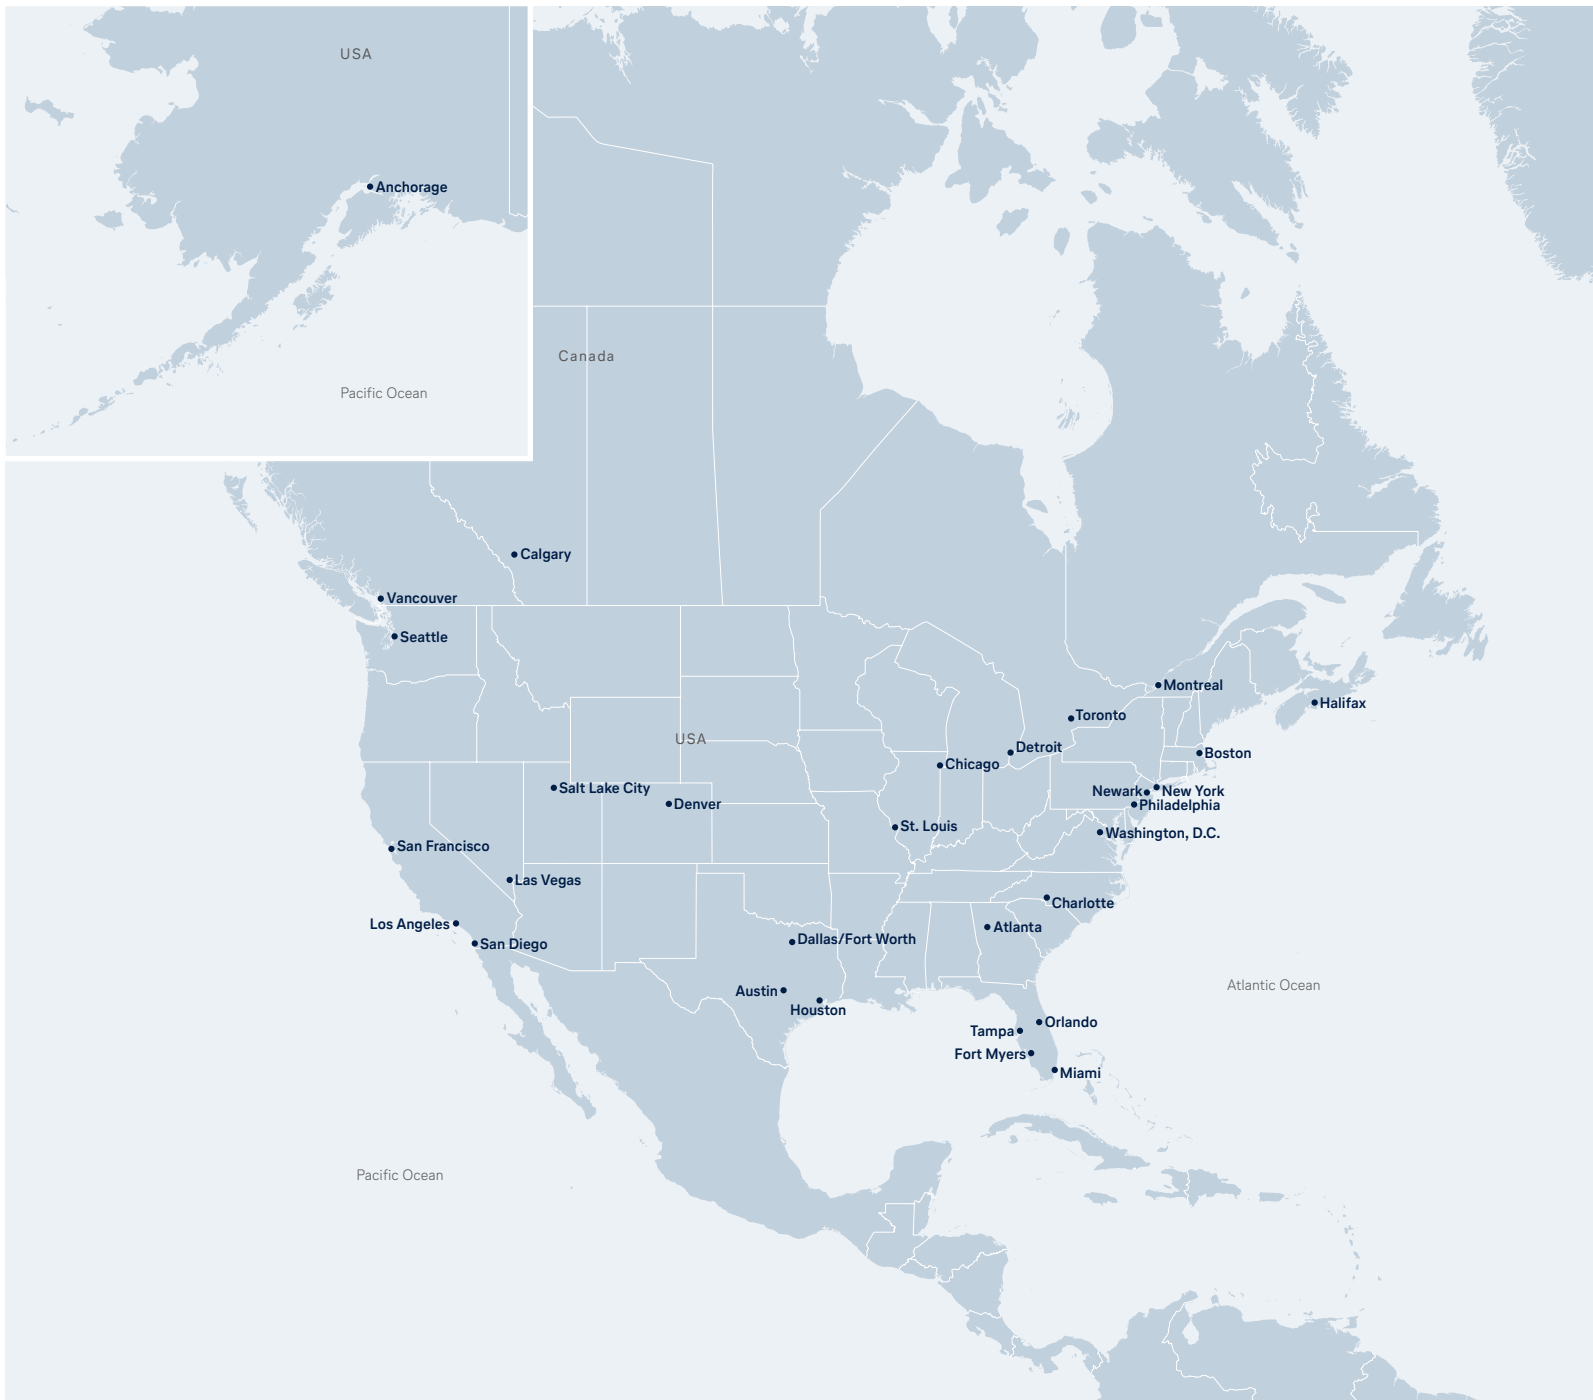 USA
Anchorage
Pacific Ocean
Canada
Calgary
Vancouver
Seattle
Montreal
Halifax
Toronto
USA
Detroit
Boston
Chicago
Salt Lake City
Newark
New York
Denver
Philadelphia
St. Louis
Washington, D.C.
San Francisco
Las Vegas
Charlotte
Los Angeles
Atlanta
San Diego
Dallas/Fort Worth
Atlantic Ocean
Austin
Houston
Orlando
Tampa
Fort Myers
Miami
Pacific Ocean